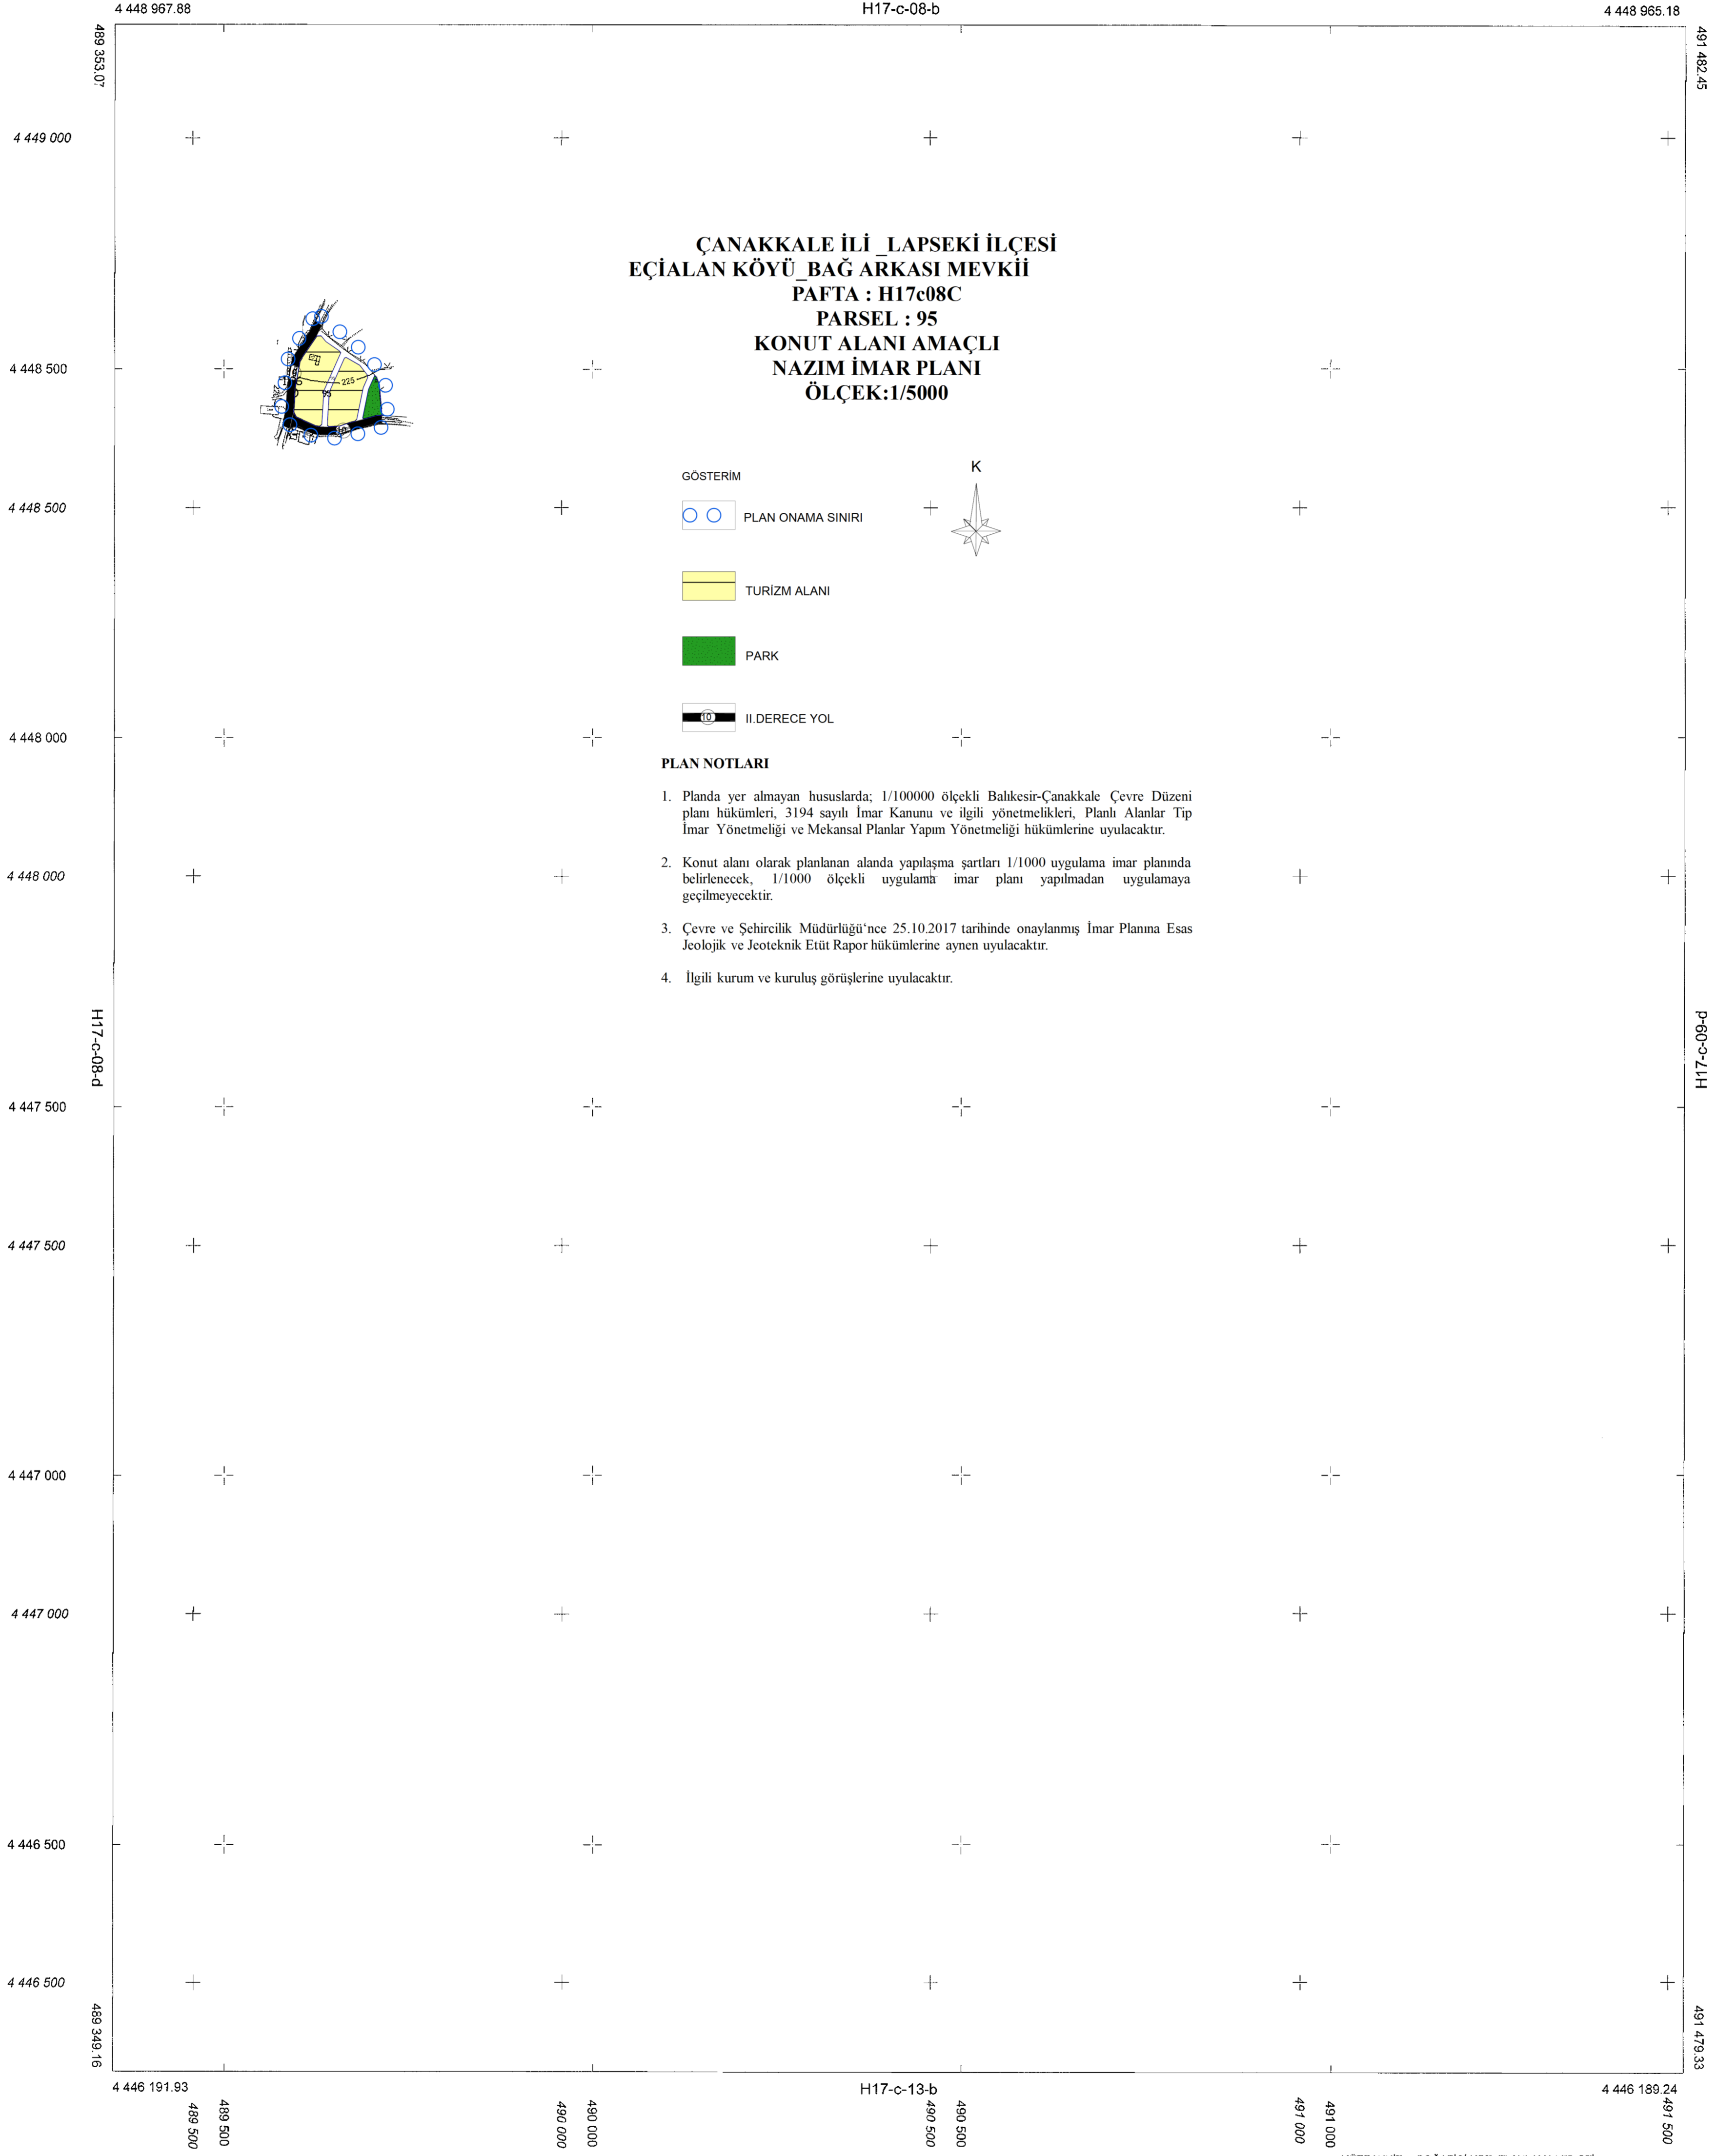 4 448 967.88
H17-c-08-b
4 448 965.18
489 353.07
491 482.45
4 449 000
ÇANAKKALE İLİ _LAPSEKİ İLÇESİ
EÇİALAN KÖYÜ_BAĞ ARKASI MEVKİİ
PAFTA : H17c08C
PARSEL : 95
KONUT ALANI AMAÇLI
NAZIM İMAR PLANI
ÖLÇEK:1/5000
4 448 500
225
95
10
K
GÖSTERİM
4 448 500
PLAN ONAMA SINIRI
TURİZM ALANI
PARK
10
II.DERECE YOL
4 448 000
PLAN NOTLARI
1. Planda yer almayan hususlarda; 1/100000 ölçekli Balıkesir-Çanakkale Çevre Düzeni
planı hükümleri, 3194 sayılı İmar Kanunu ve ilgili yönetmelikleri, Planlı Alanlar Tip
İmar Yönetmeliği ve Mekansal Planlar Yapım Yönetmeliği hükümlerine uyulacaktır.
2. Konut alanı olarak planlanan alanda yapılaşma şartları 1/1000 uygulama imar planında
4 448 000
belirlenecek, 1/1000 ölçekli uygulama imar planı yapılmadan uygulamaya
geçilmeyecektir.
3. Çevre ve Şehircilik Müdürlüğü'nce 25.10.2017 tarihinde onaylanmış İmar Planına Esas
Jeolojik ve Jeoteknik Etüt Rapor hükümlerine aynen uyulacaktır.
4. İlgili kurum ve kuruluş görüşlerine uyulacaktır.
H17-c-08-d
H17-c-09-d
4 447 500
4 447 500
4 447 000
4 447 000
4 446 500
4 446 500
489 349.16
491 479.33
4 446 191.93
H17-c-13-b
4 446 189.24
489 500
489 500
490 000
490 000
490 500
490 500
491 000
491 000
491 500